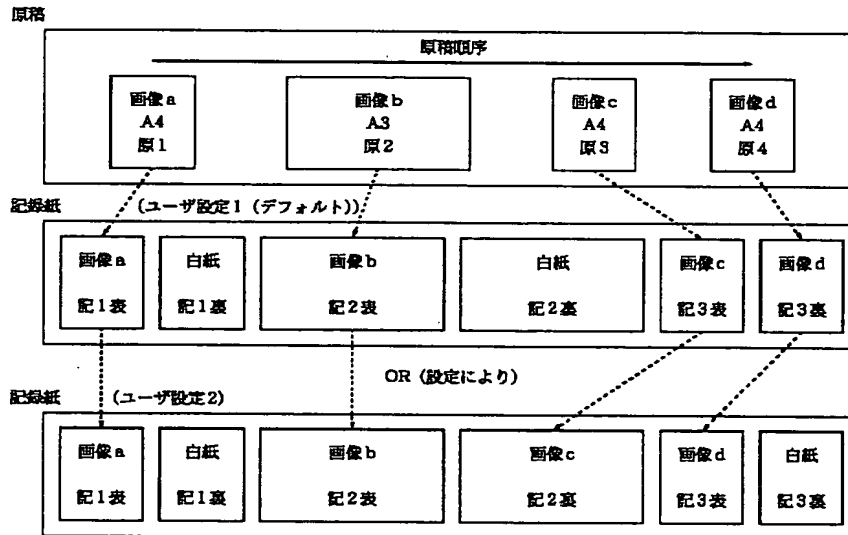 原稿
原稿順序
画像a
A4
原1
画像b
A3
原2
画像c
A4
原3
画像d
A4
原4
記録紙 (ユーザ設定1(デフォルト))
画像a
記1表
白紙
記1裏
画像b
記2表
白紙
記2裏
画像c
記3表
画像d
記3裏
OR(設定により)
記録紙 (ユーザ設定2)
画像a
記1表
白紙
記1裏
画像b
記2表
画像c
記2裏
画像d
記3表
白紙
記3裏